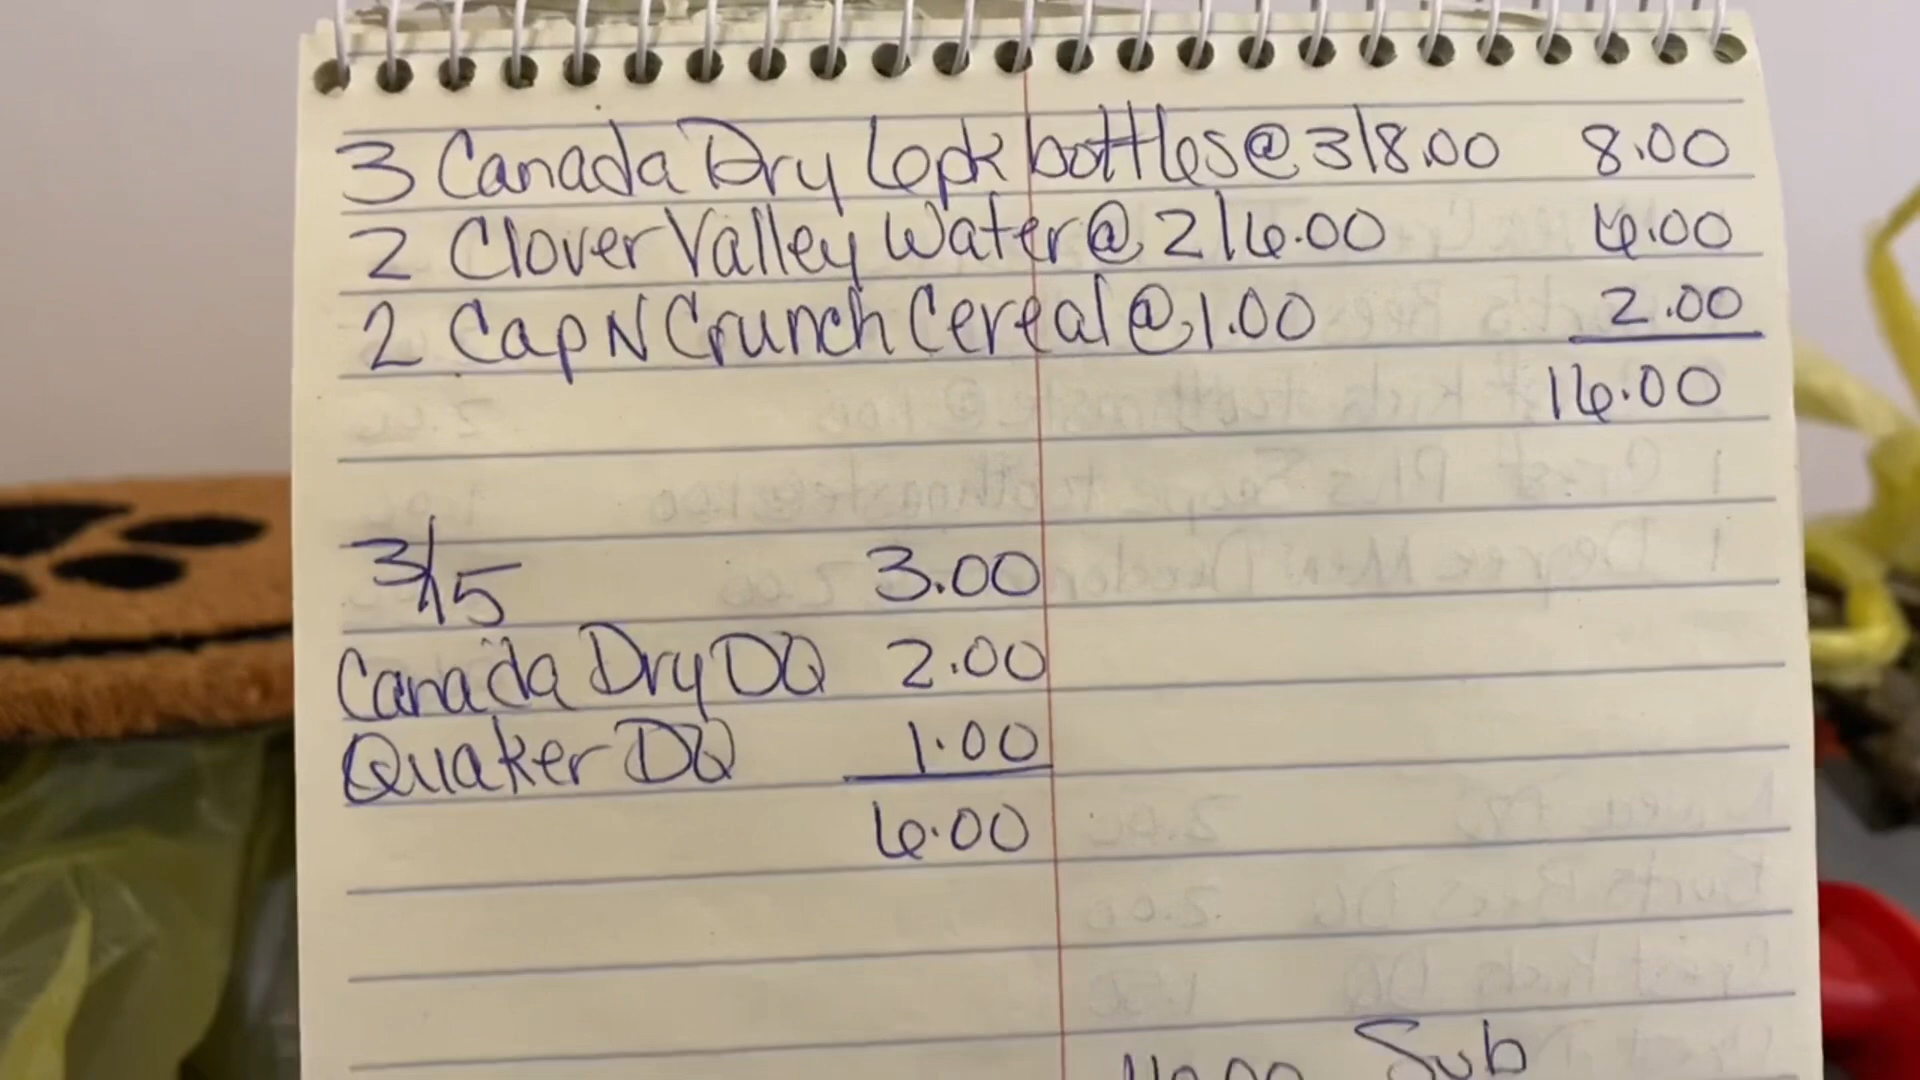 3 Canada Dry 6pk bottles @ 3/8.00 8.00
2 Clover Valley Water @ 2/6.00 6.00
2 Cap N Crunch Cereal @ 1.00 2.00
16.00
3/15 3.00
Canada Dry DQ 2.00
Quaker DQ 1.00
6.00
Sub